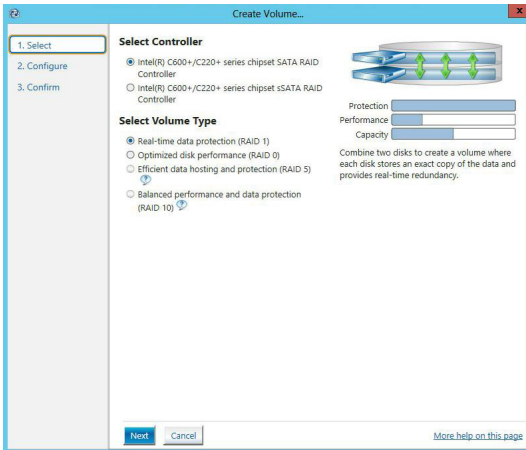 Create Volume...
x
1. Select
2. Configure
3. Confirm
Select Controller
Intel(R) C600+/C220+ series chipset SATA RAID
Controller
Intel(R) C600+/C220+ series chipset sSATA RAID
Controller
Select Volume Type
Real-time data protection (RAID 1)
Optimized disk performance (RAID 0)
Efficient data hosting and protection (RAID 5)
?
Balanced performance and data protection
(RAID 10) ?
Protection
Performance
Capacity
Combine two disks to create a volume where
each disk stores an exact copy of the data and
provides real-time redundancy.
Next
Cancel
More help on this page